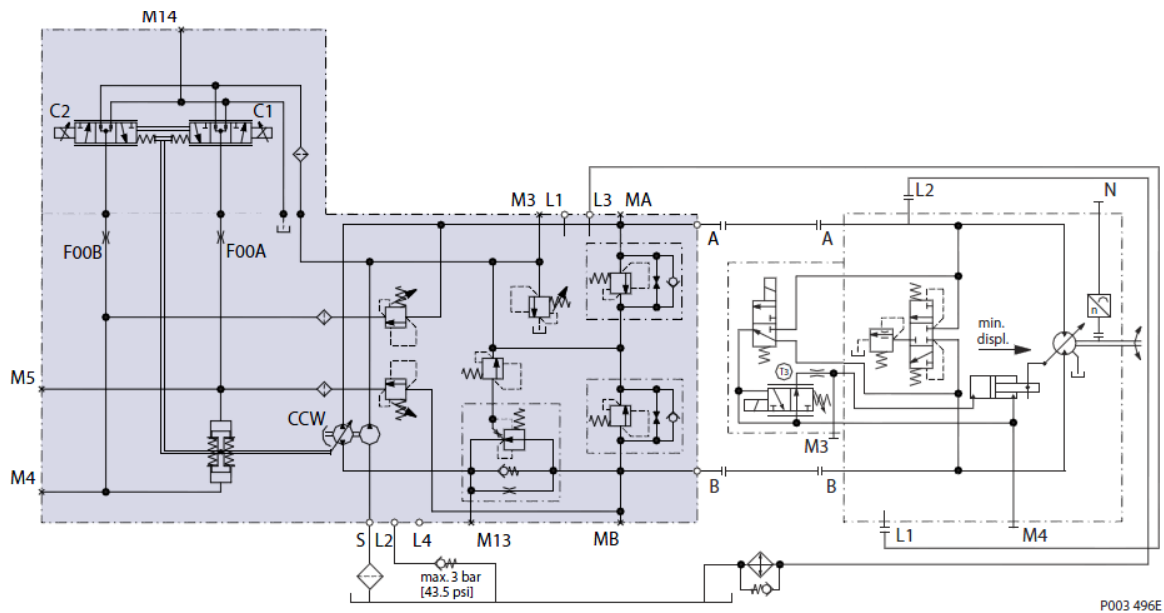 M14
C2
C1
F00B
F00A
M3
L1
L3
MA
A
A
L2
N
n
min.
displ.
T3
M5
CCW
M3
M4
B
B
S
L2
L4
M13
MB
L1
M4
max. 3 bar
[43.5 psi]
P003 496E